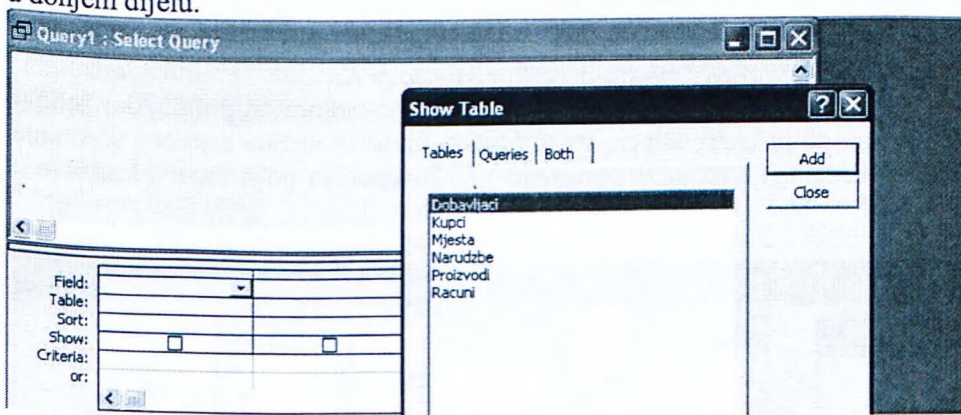 u donjem dijelu.
Query1 : Select Query
Show Table
Tables Queries Both
Add
Close
Dobavljaci
Kupci
Mjesta
Narudzbe
Proizvodi
Racuni
Field:
Table:
Sort:
Show:
Criteria:
or: